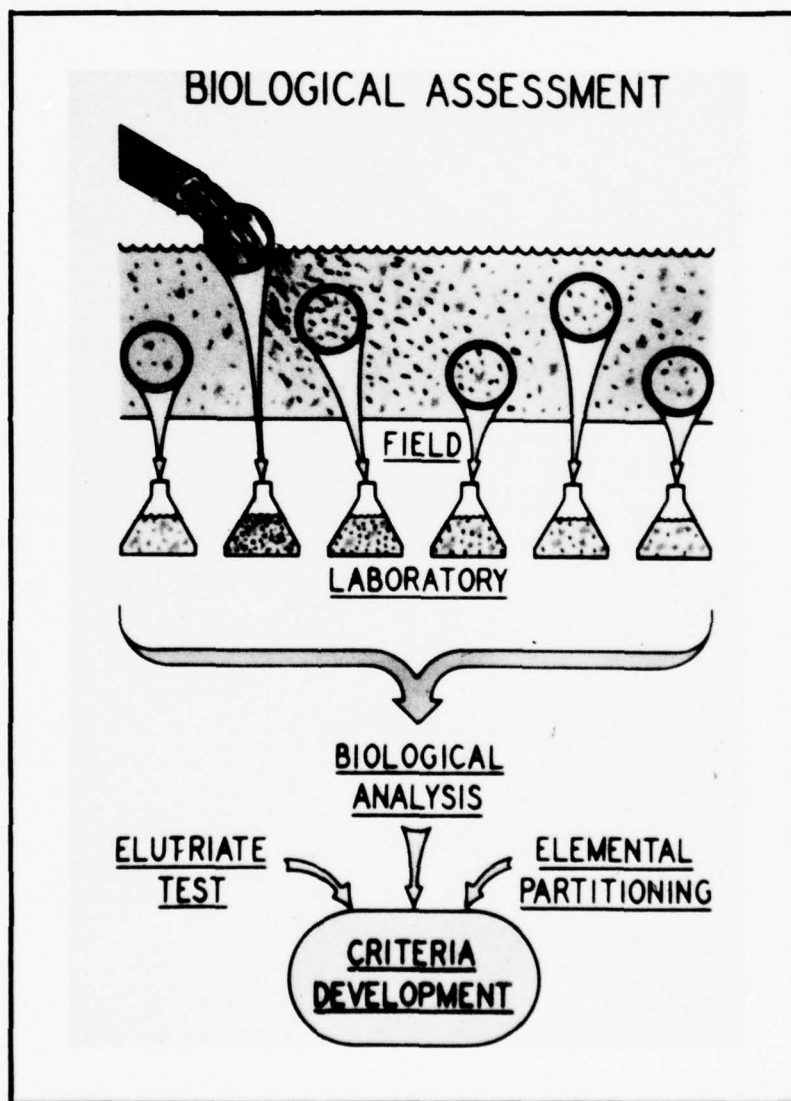 BIOLOGICAL ASSESSMENT
FIELD
LABORATORY
BIOLOGICAL
ANALYSIS
ELUTRIATE
TEST
ELEMENTAL
PARTITIONING
CRITERIA
DEVELOPMENT